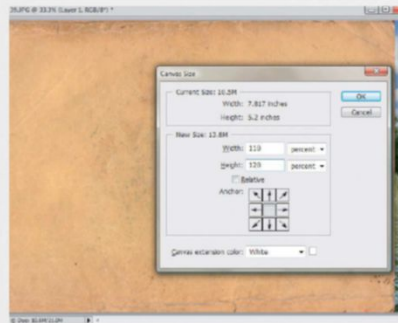 Canvas Size
Current Size: 10.5M
Width: 7.817 inches
Height: 5.2 inches
OK
Cancel
New Size: 13.8M
Width: 110 percent
Height: 120 percent
Relative
Anchor:
Canvas extension color: White